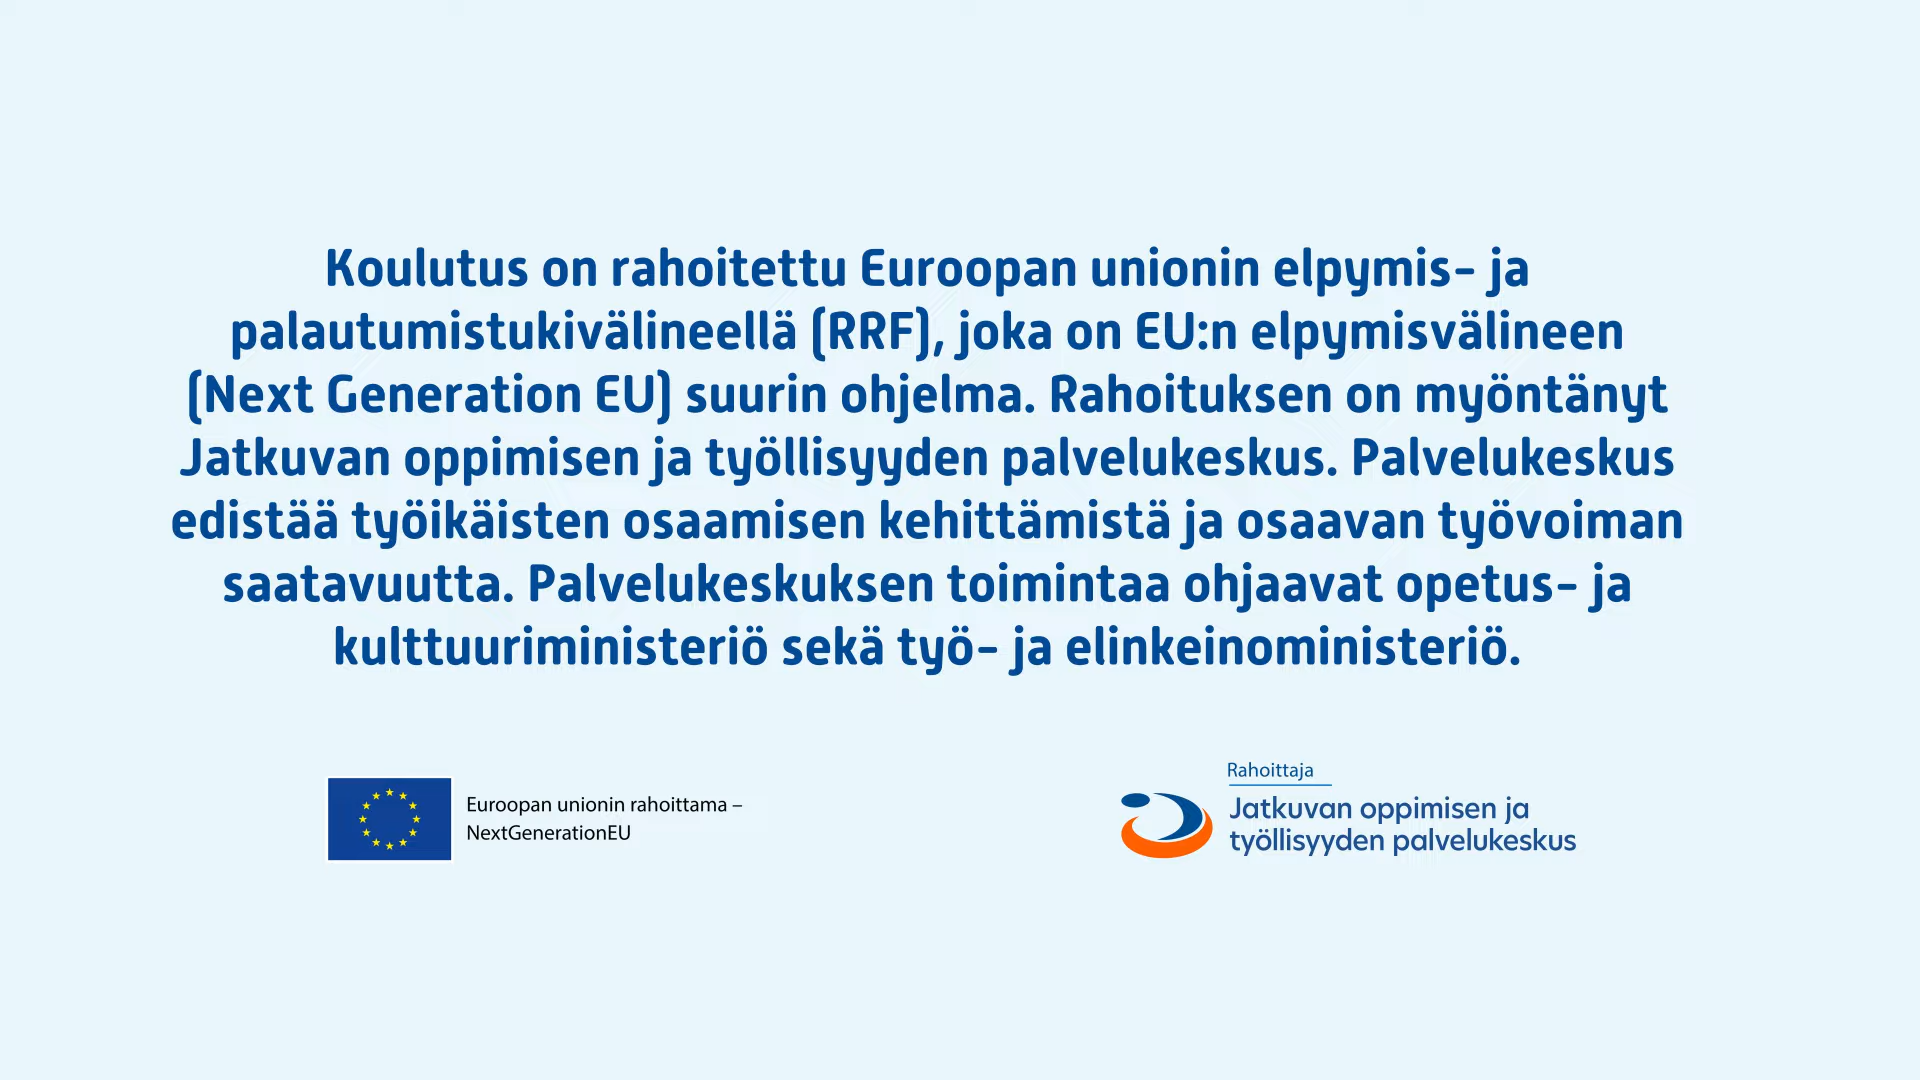 Koulutus on rahoitettu Euroopan unionin elpymis- ja
palautumistukivälineellä (RRF), joka on EU:n elpymisvälineen
(Next Generation EU) suurin ohjelma. Rahoituksen on myöntänyt
Jatkuvan oppimisen ja työllisyyden palvelukeskus. Palvelukeskus
edistää työikäisten osaamisen kehittämistä ja osaavan työvoiman
saatavuutta. Palvelukeskuksen toimintaa ohjaavat opetus- ja
kulttuuriministeriö sekä työ- ja elinkeinoministeriö.
Euroopan unionin rahoittama –
NextGenerationEU
Rahoittaja
Jatkuvan oppimisen ja
työllisyyden palvelukeskus